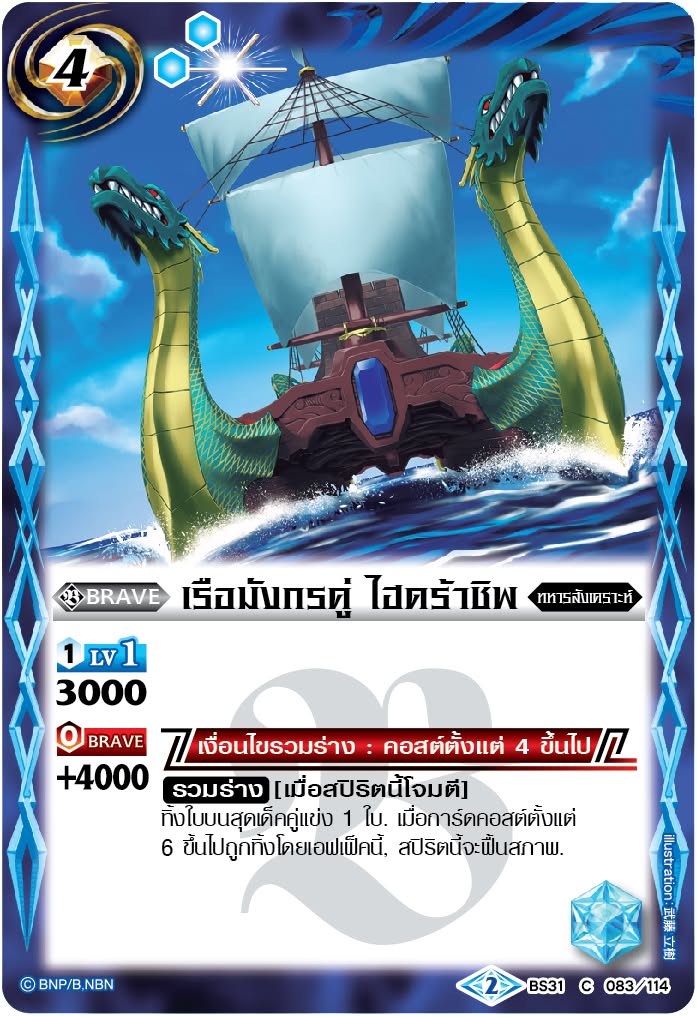 4
BRAVE เรือมังกรคู่ ไฮดร้าชิพ ทหารสังเคราะห์
1 LV1
3000
0 BRAVE
+4000
เงื่อนไขรวมร่าง : คอสต์ตั้งแต่ 4 ขึ้นไป
รวมร่าง [เมื่อสปิริตนี้โจมตี]
ทิ้งใบบนสุดเด็คคู่แข่ง 1 ใบ. เมื่อการ์ดคอสต์ตั้งแต่
6 ขึ้นไปถูกทิ้งโดยเอฟเฟ็คนี้, สปิริตนี้จะฟื้นสภาพ.
illustration: 武藤 立樹
© BNP/B,NBN
2 BS31 C 083/114